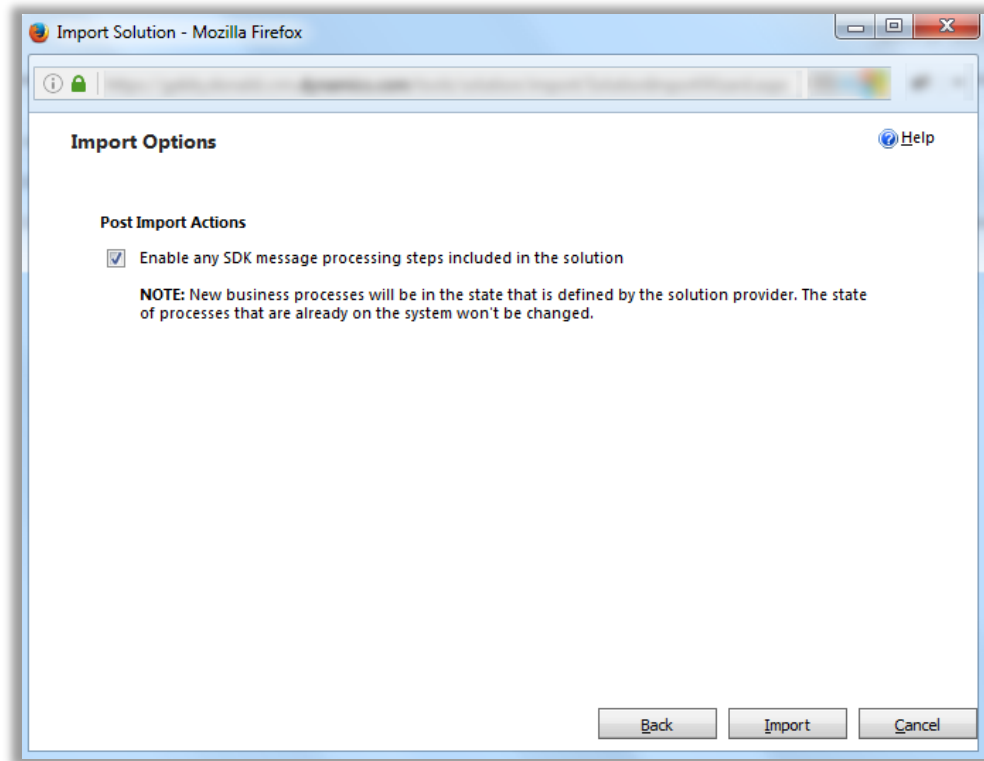 Import Solution - Mozilla Firefox
Import Options
Help
Post Import Actions
Enable any SDK message processing steps included in the solution
NOTE: New business processes will be in the state that is defined by the solution provider. The state
of processes that are already on the system won't be changed.
Back Import Cancel